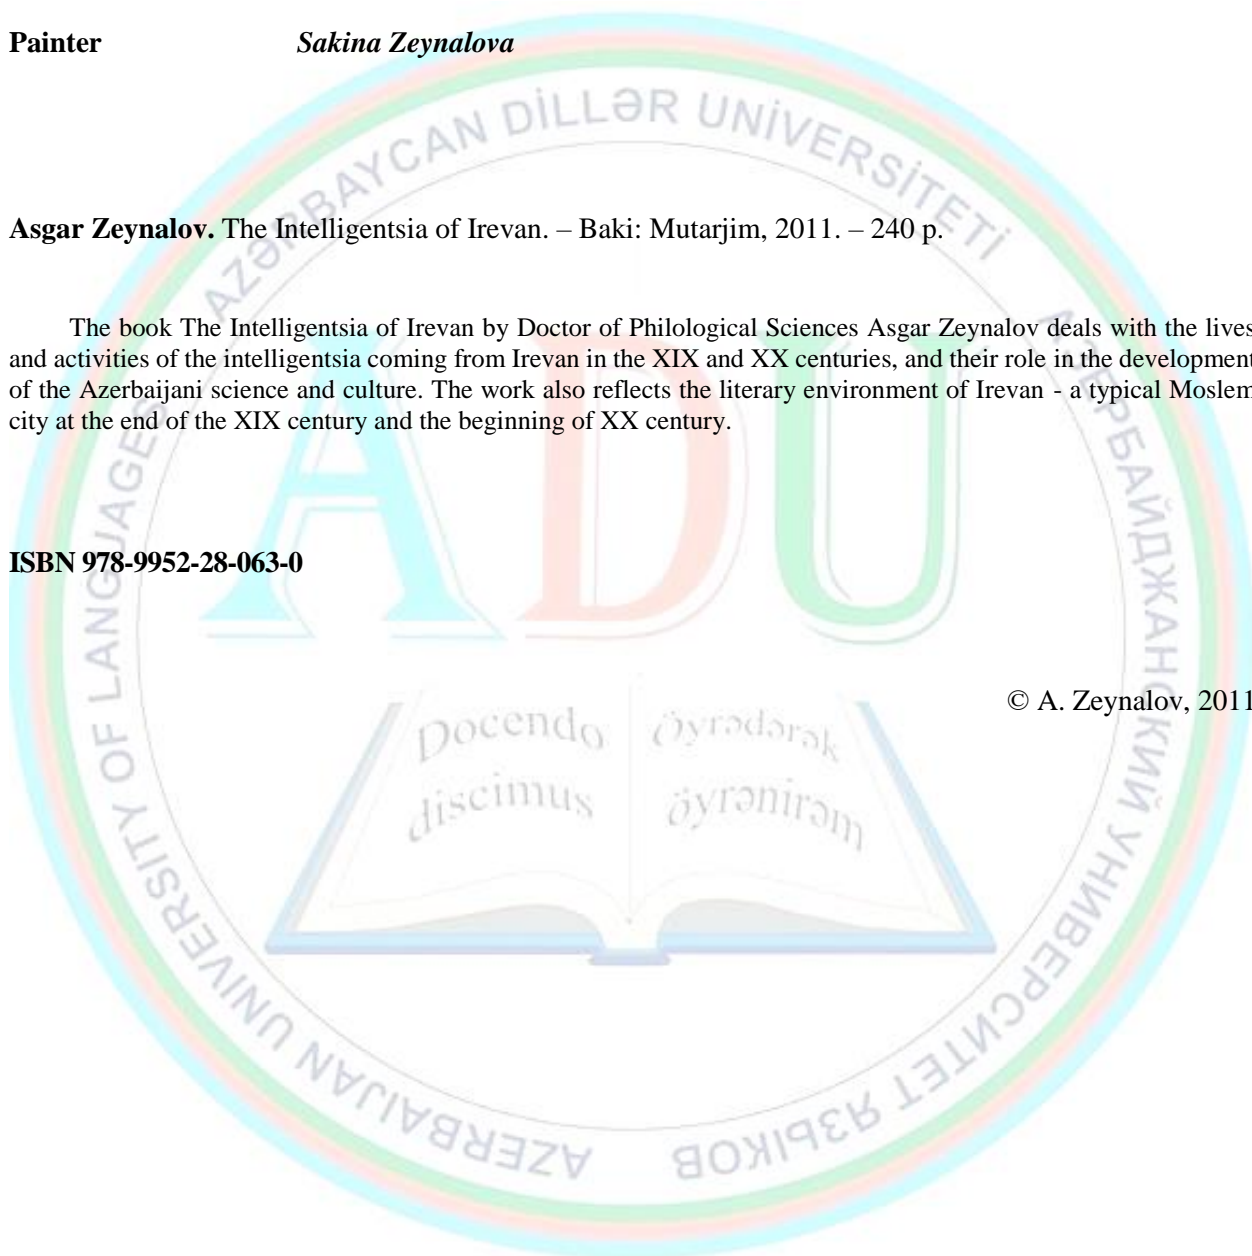 Painter Sakina Zeynalova
AZƏRBAYCAN DİLLƏR UNİVERSİTETİ
Asgar Zeynalov. The Intelligentsia of Irevan. – Baki: Mutarjim, 2011. – 240 p.
The book The Intelligentsia of Irevan by Doctor of Philological Sciences Asgar Zeynalov deals with the lives
and activities of the intelligentsia coming from Irevan in the XIX and XX centuries, and their role in the development
of the Azerbaijani science and culture. The work also reflects the literary environment of Irevan - a typical Moslem
city at the end of the XIX century and the beginning of XX century.
ADU
ISBN 978-9952-28-063-0
© A. Zeynalov, 2011
Docendo
discimus
Öyrədərək
öyrənirəm
AZERBAIJAN UNIVERSITY OF LANGUAGES
АЗЕРБАЙДЖАНСКИЙ УНИВЕРСИТЕТ ЯЗЫКОВ